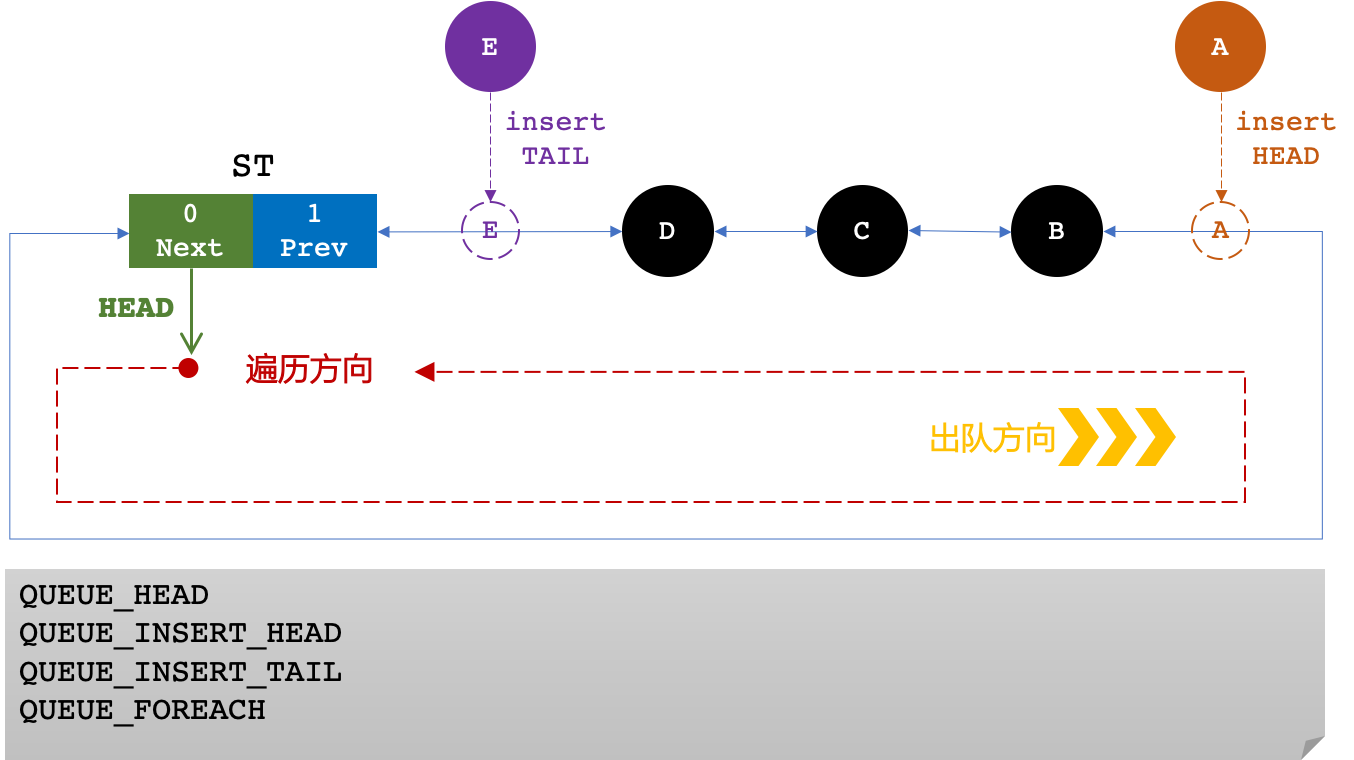 E
A
insert
TAIL
insert
HEAD
ST
0
Next
1
Prev
E
D
C
B
A
HEAD
遍历方向
出队方向
QUEUE_HEAD
QUEUE_INSERT_HEAD
QUEUE_INSERT_TAIL
QUEUE_FOREACH